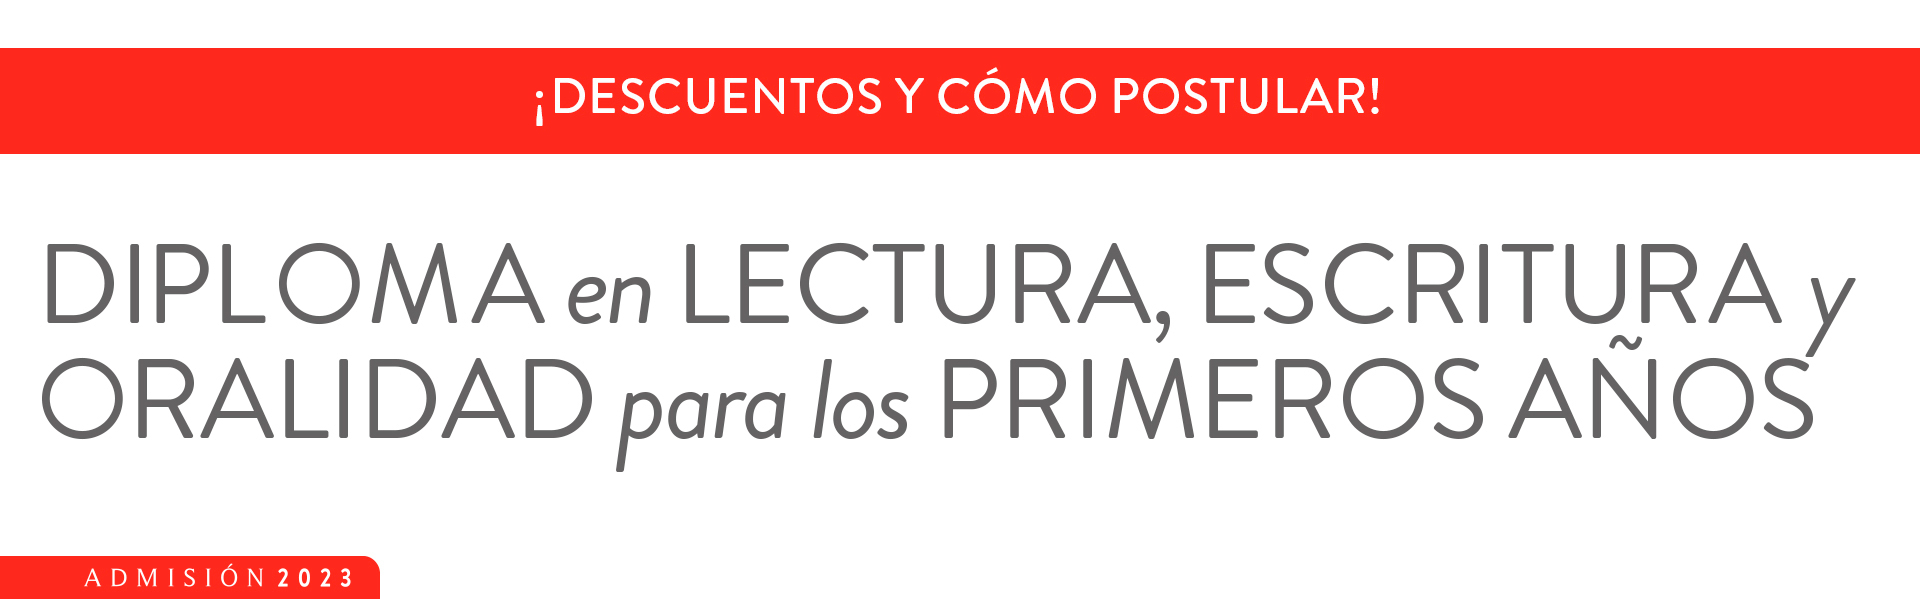 ¡DESCUENTOS Y CÓMO POSTULAR!
DIPLOMA en LECTURA, ESCRITURA y
ORALIDAD para los PRIMEROS AÑOS
ADMISIÓN 2023